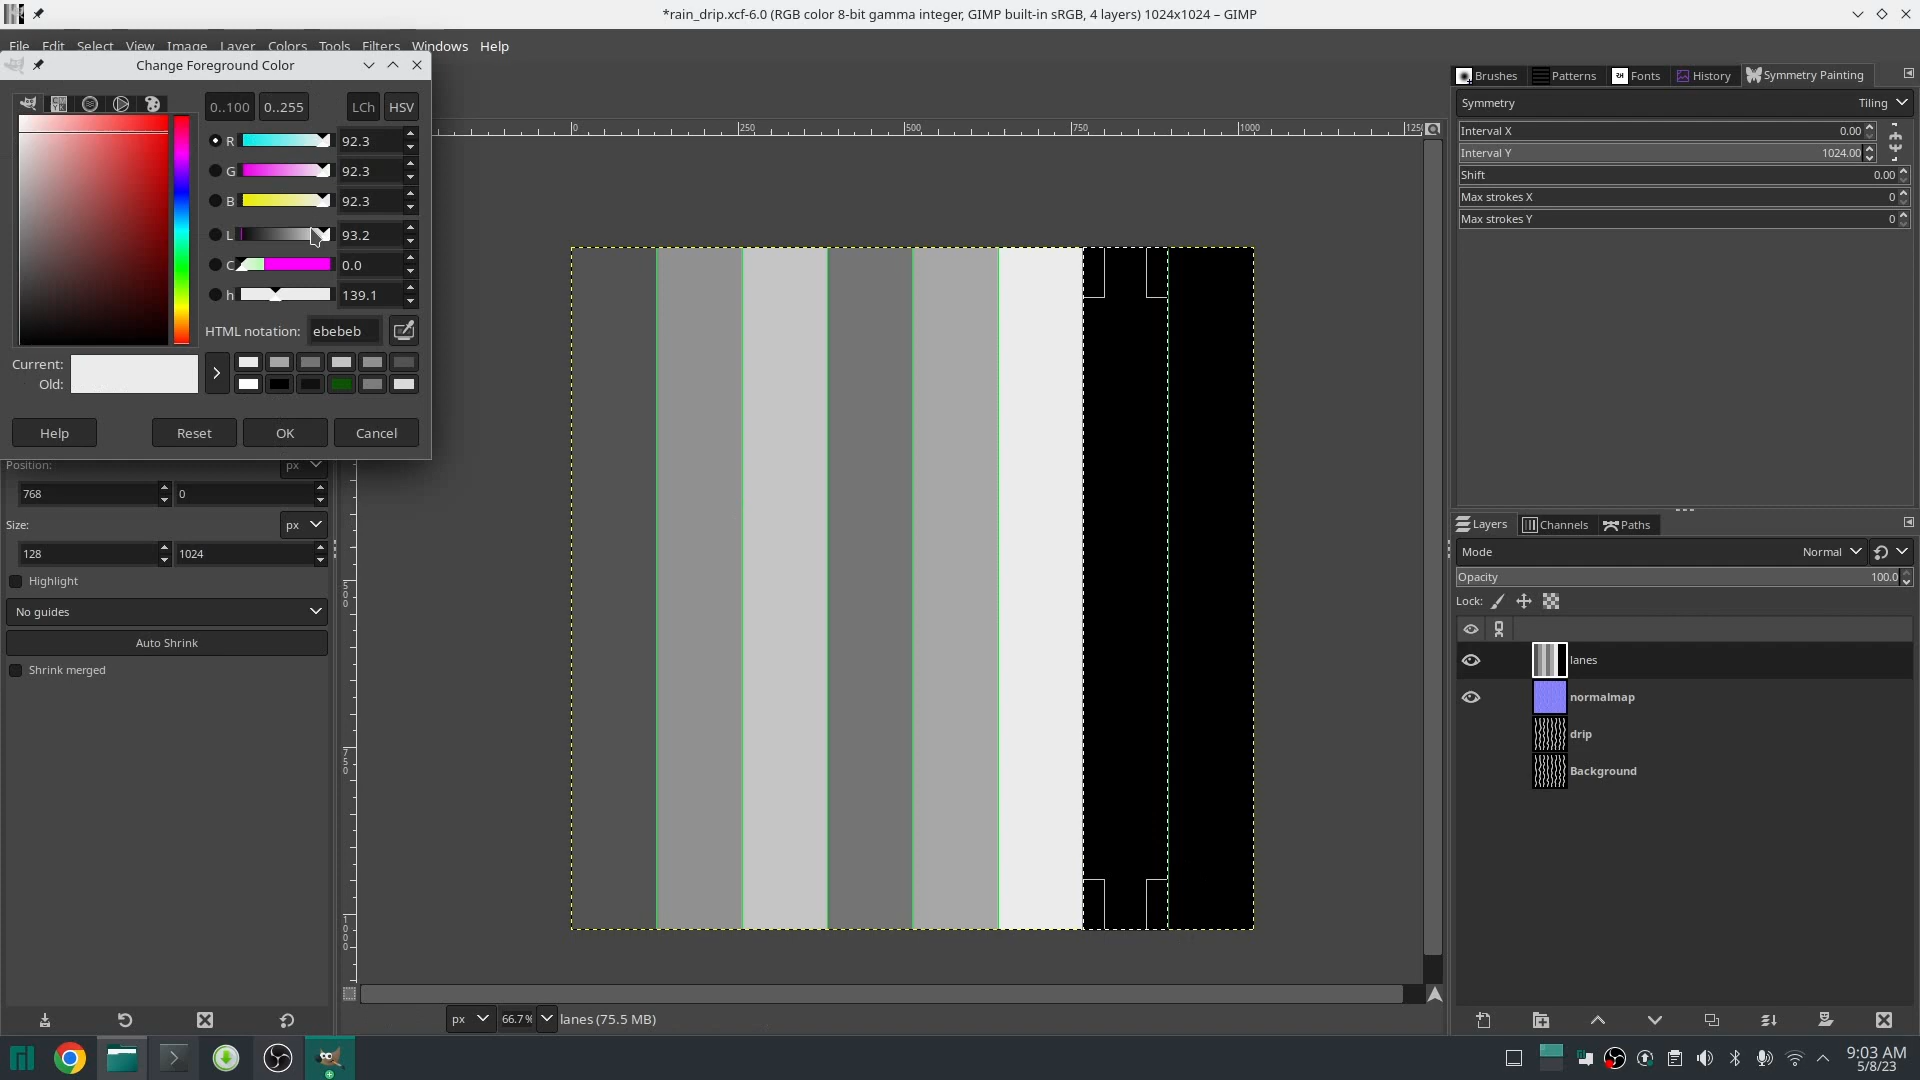 *rain_drip.xcf-6.0 (RGB color 8-bit gamma integer, GIMP built-in sRGB, 4 layers) 1024x1024 – GIMP
File Edit Select View Image Layer Colors Tools Filters Windows Help
Change Foreground Color
0..100 0..255 LCh HSV
R 92.3
G 92.3
B 92.3
L 93.2
C 0.0
h 139.1
HTML notation: ebebeb
Current:
Old:
Help Reset OK Cancel
Position: px
768 0
Size: px
128 1024
Highlight
No guides
Auto Shrink
Shrink merged
0 250 500 750 1000 125
500
750
1000
px 66.7% lanes (75.5 MB)
Brushes Patterns Fonts History Symmetry Painting
Symmetry Tiling
Interval X 0.00
Interval Y 1024.00
Shift 0.00
Max strokes X 0
Max strokes Y 0
Layers Channels Paths
Mode Normal
Opacity 100.0
Lock:
lanes
normalmap
drip
Background
9:03 AM
5/8/23